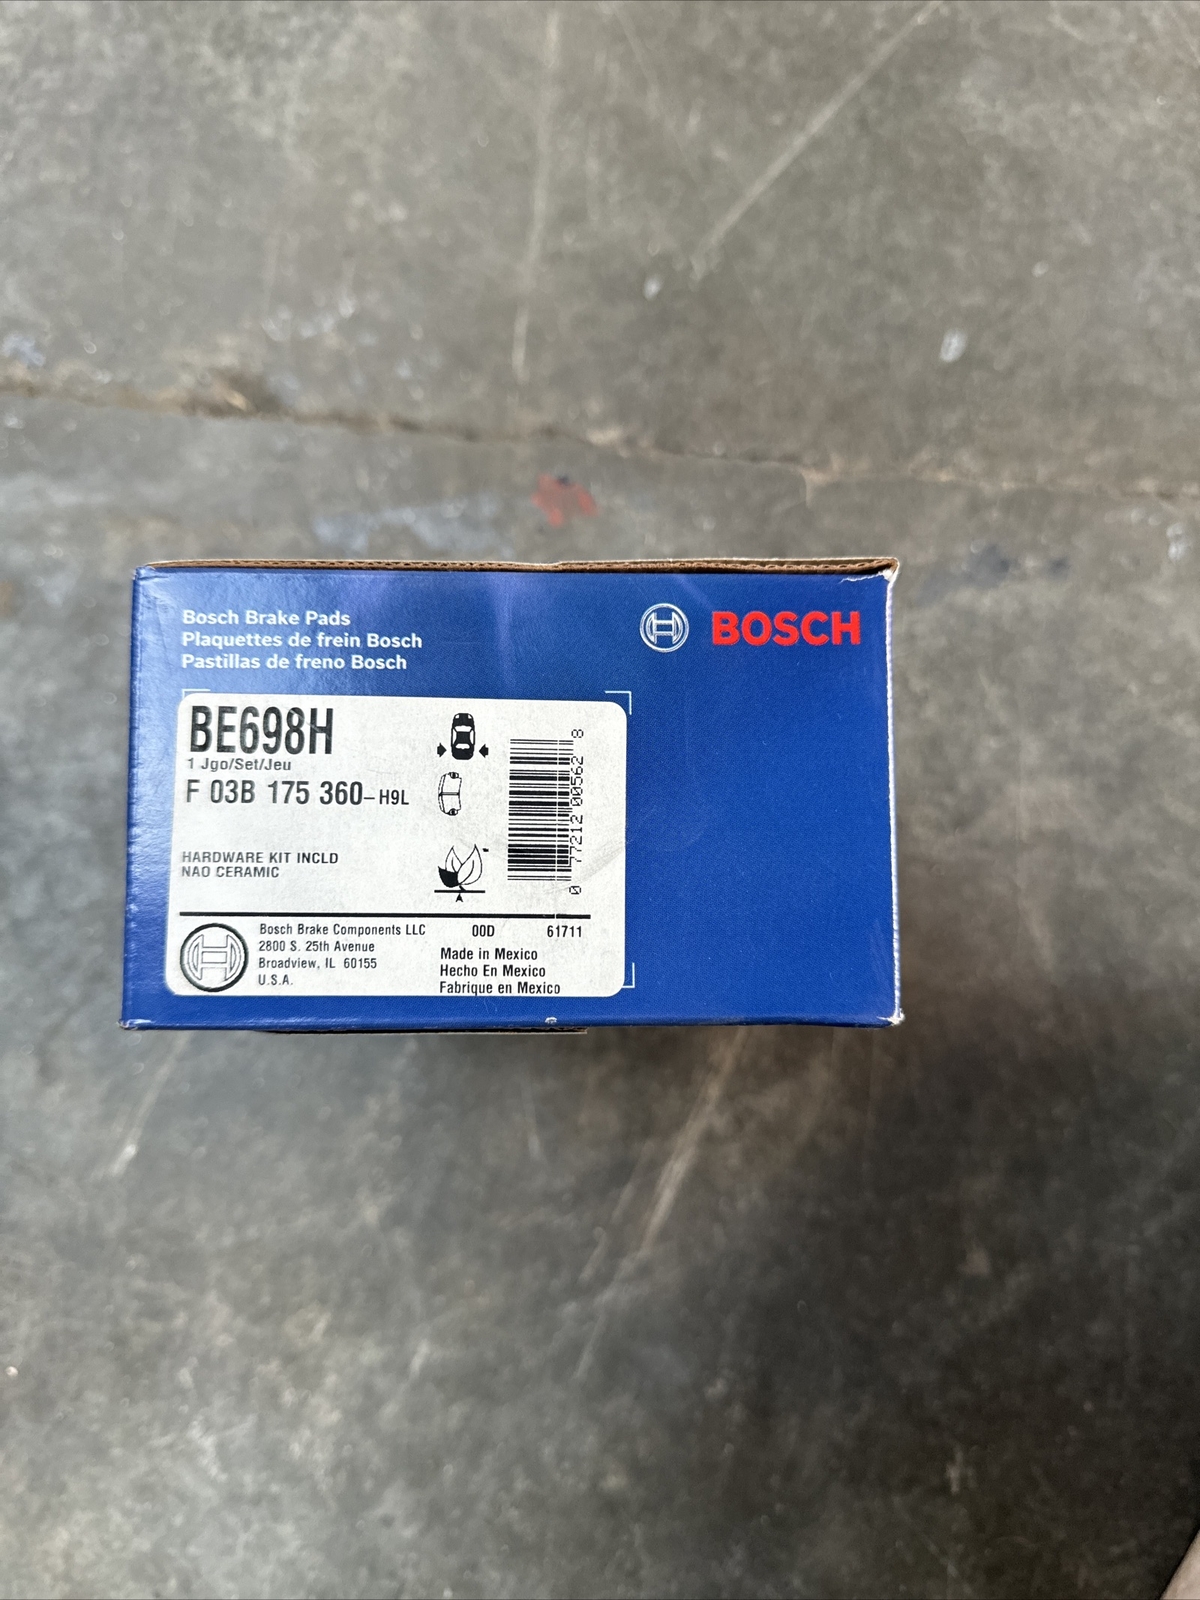 Bosch Brake Pads
Plaquettes de frein Bosch
Pastillas de freno Bosch
BOSCH
BE698H
1 Jgo/Set/Jeu
F 03B 175 360-H9L
HARDWARE KIT INCLD
NAO CERAMIC
0 77212 00562 8
Bosch Brake Components LLC
2800 S. 25th Avenue
Broadview, IL 60155
U.S.A.
00D 61711
Made in Mexico
Hecho En Mexico
Fabrique en Mexico